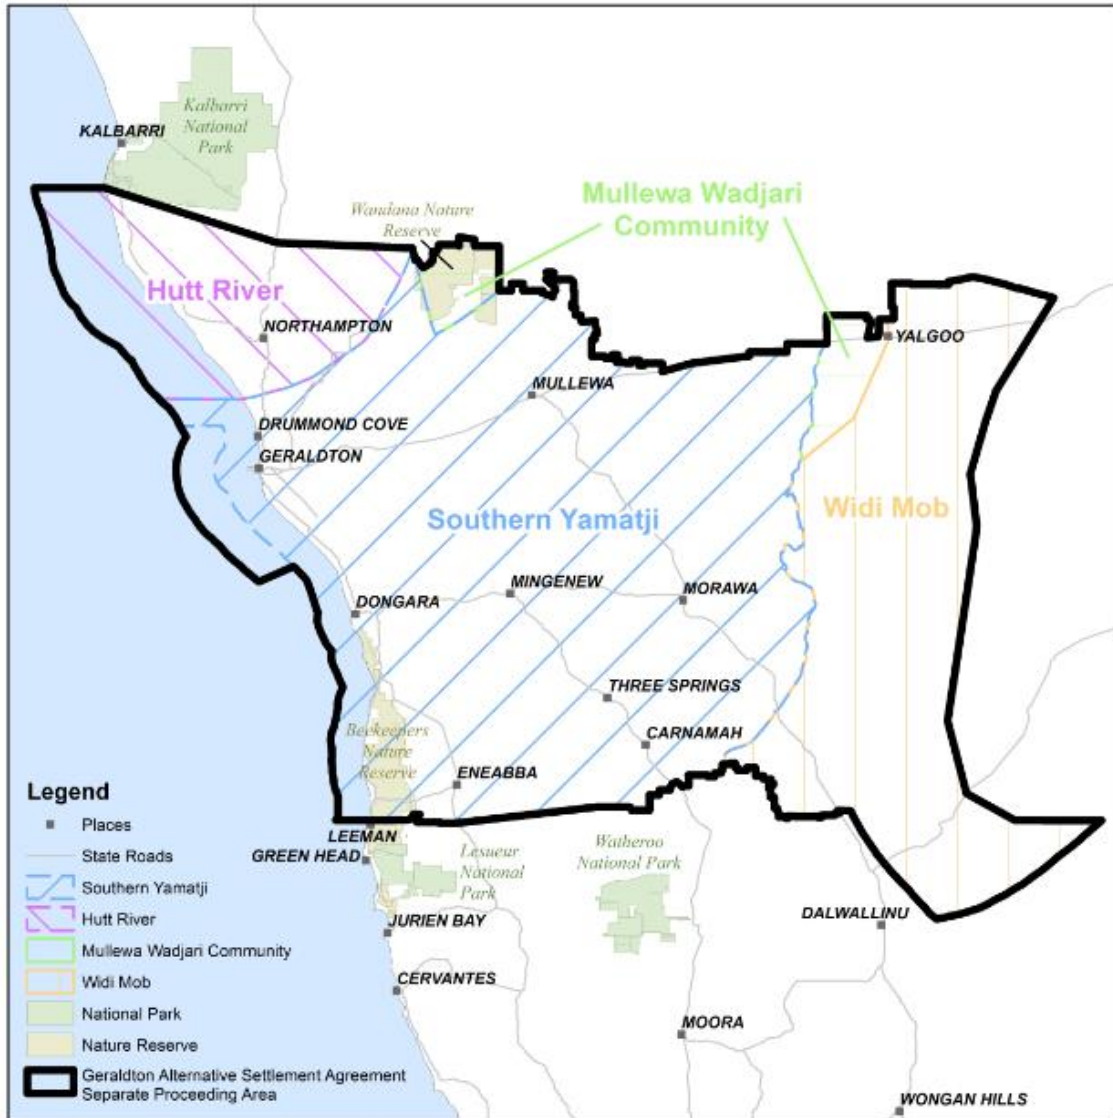 KALBARRI
Kalbarri
National
Park
Wandana Nature
Reserve
Mullewa Wadjari
Community
Hutt River
NORTHAMPTON
YALGOO
MULLEWA
DRUMMOND COVE
GERALDTON
Southern Yamatji
Widi Mob
MINGENEW
MORAWA
DONGARA
THREE SPRINGS
CARNAMAH
Beekeepers
Nature
Reserve
ENEABBA
LEEMAN
GREEN HEAD
Lesueur
National
Park
Watheroo
National Park
JURIEN BAY
DALWALLINU
CERVANTES
MOORA
WONGAN HILLS
Legend
Places
State Roads
Southern Yamatji
Hutt River
Mullewa Wadjari Community
Widi Mob
National Park
Nature Reserve
Geraldton Alternative Settlement Agreement
Separate Proceeding Area